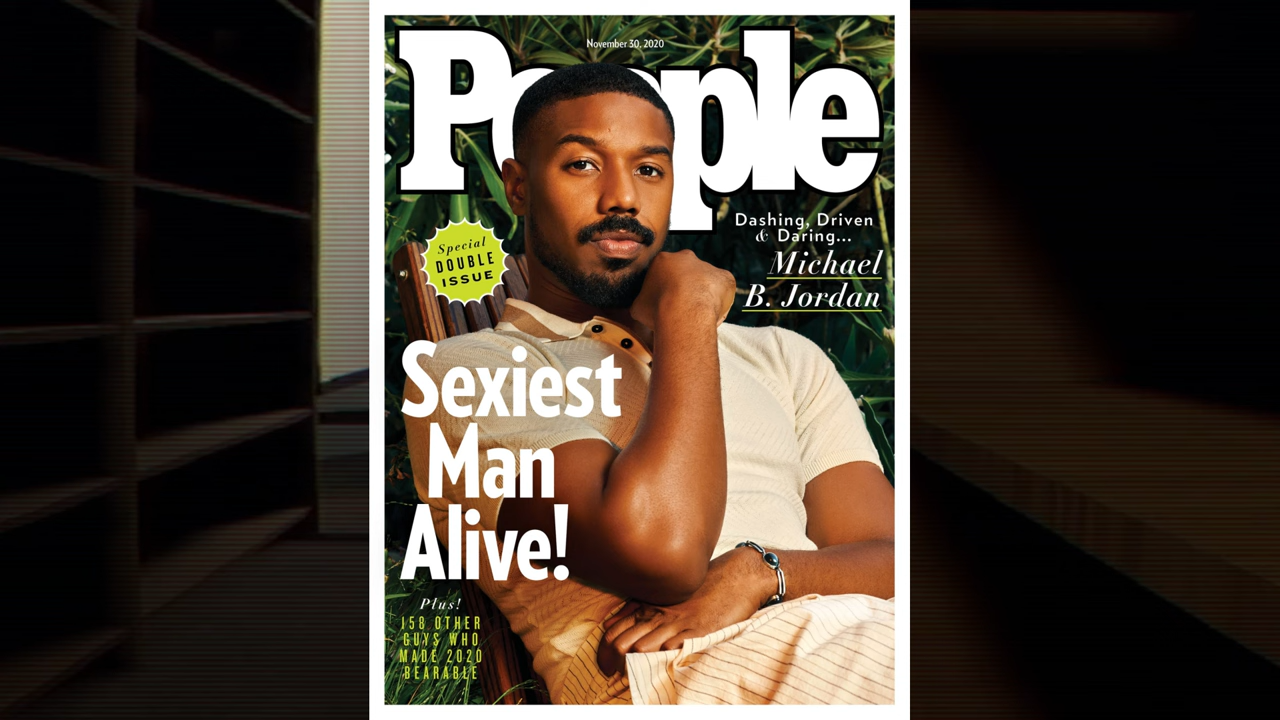 November 30, 2020
People
Special
DOUBLE
ISSUE
Dashing, Driven
& Daring...
Michael
B. Jordan
Sexiest
Man
Alive!
Plus!
158 OTHER
GUYS WHO
MADE 2020
BEARABLE